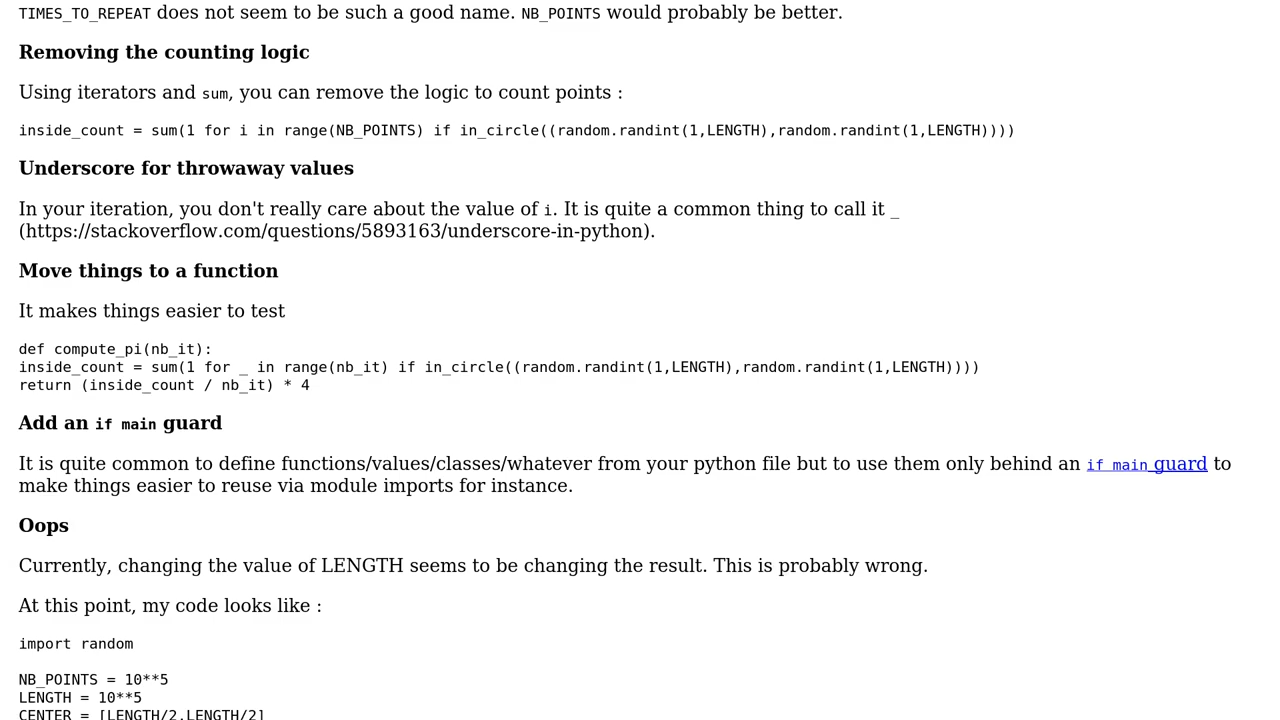 TIMES_TO_REPEAT does not seem to be such a good name. NB_POINTS would probably be better.
Removing the counting logic
Using iterators and sum, you can remove the logic to count points :
inside_count = sum(1 for i in range(NB_POINTS) if in_circle((random.randint(1,LENGTH),random.randint(1,LENGTH))))
Underscore for throwaway values
In your iteration, you don't really care about the value of i. It is quite a common thing to call it _
(https://stackoverflow.com/questions/5893163/underscore-in-python).
Move things to a function
It makes things easier to test
def compute_pi(nb_it):
inside_count = sum(1 for _ in range(nb_it) if in_circle((random.randint(1,LENGTH),random.randint(1,LENGTH))))
return (inside_count / nb_it) * 4
Add an if main guard
It is quite common to define functions/values/classes/whatever from your python file but to use them only behind an if main guard to
make things easier to reuse via module imports for instance.
Oops
Currently, changing the value of LENGTH seems to be changing the result. This is probably wrong.
At this point, my code looks like :
import random
NB_POINTS = 10**5
LENGTH = 10**5
CENTER = [LENGTH/2,LENGTH/2]